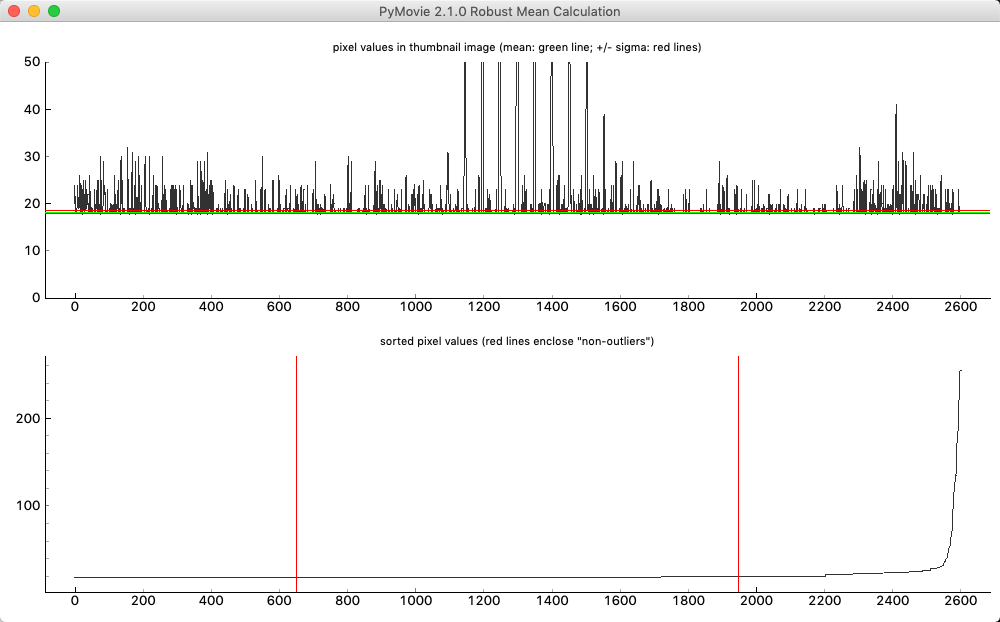 PyMovie 2.1.0 Robust Mean Calculation
pixel values in thumbnail image (mean: green line; +/- sigma: red lines)
50
40
30
20
10
0
0 200 400 600 800 1000 1200 1400 1600 1800 2000 2200 2400 2600
sorted pixel values (red lines enclose "non-outliers")
200
100
0 200 400 600 800 1000 1200 1400 1600 1800 2000 2200 2400 2600